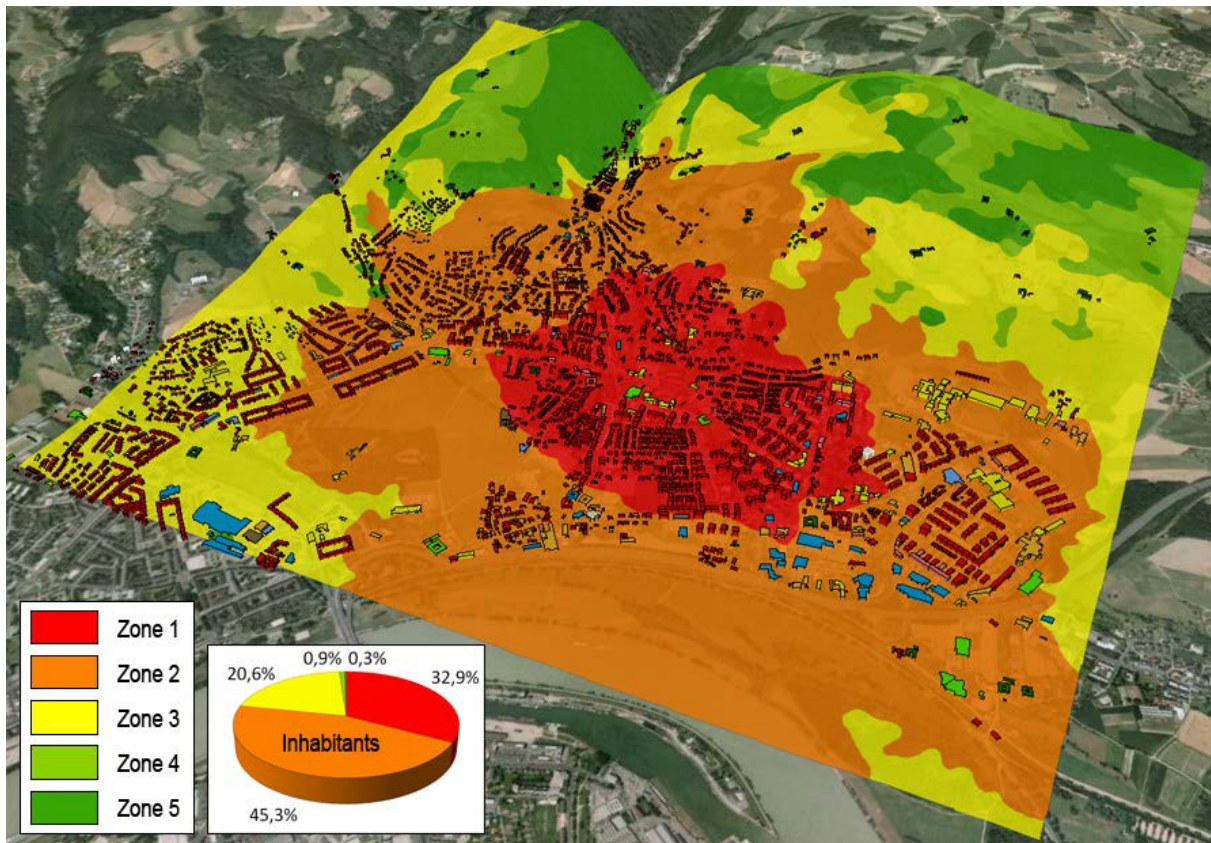 Zone 1
Zone 2
Zone 3
Zone 4
Zone 5
0,9% 0,3%
20,6% 32,9%
Inhabitants
45,3%